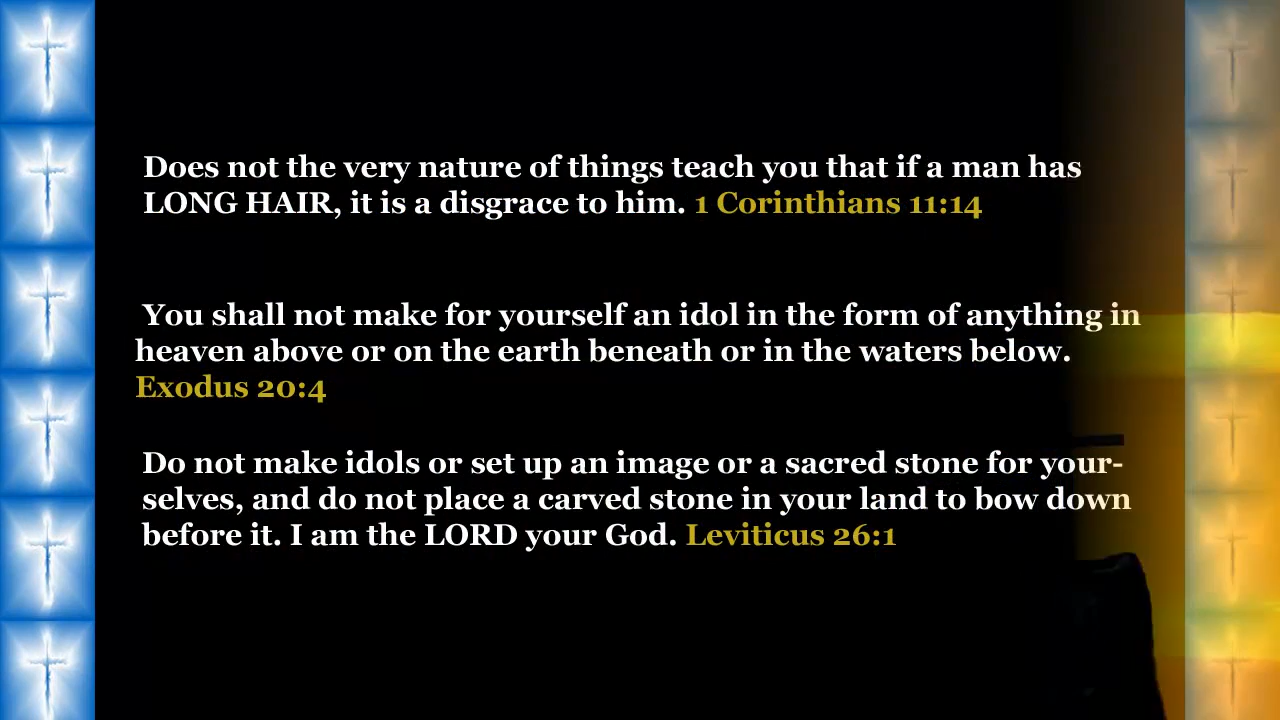 Does not the very nature of things teach you that if a man has
LONG HAIR, it is a disgrace to him. 1 Corinthians 11:14
You shall not make for yourself an idol in the form of anything in
heaven above or on the earth beneath or in the waters below.
Exodus 20:4
Do not make idols or set up an image or a sacred stone for your-
selves, and do not place a carved stone in your land to bow down
before it. I am the LORD your God. Leviticus 26:1